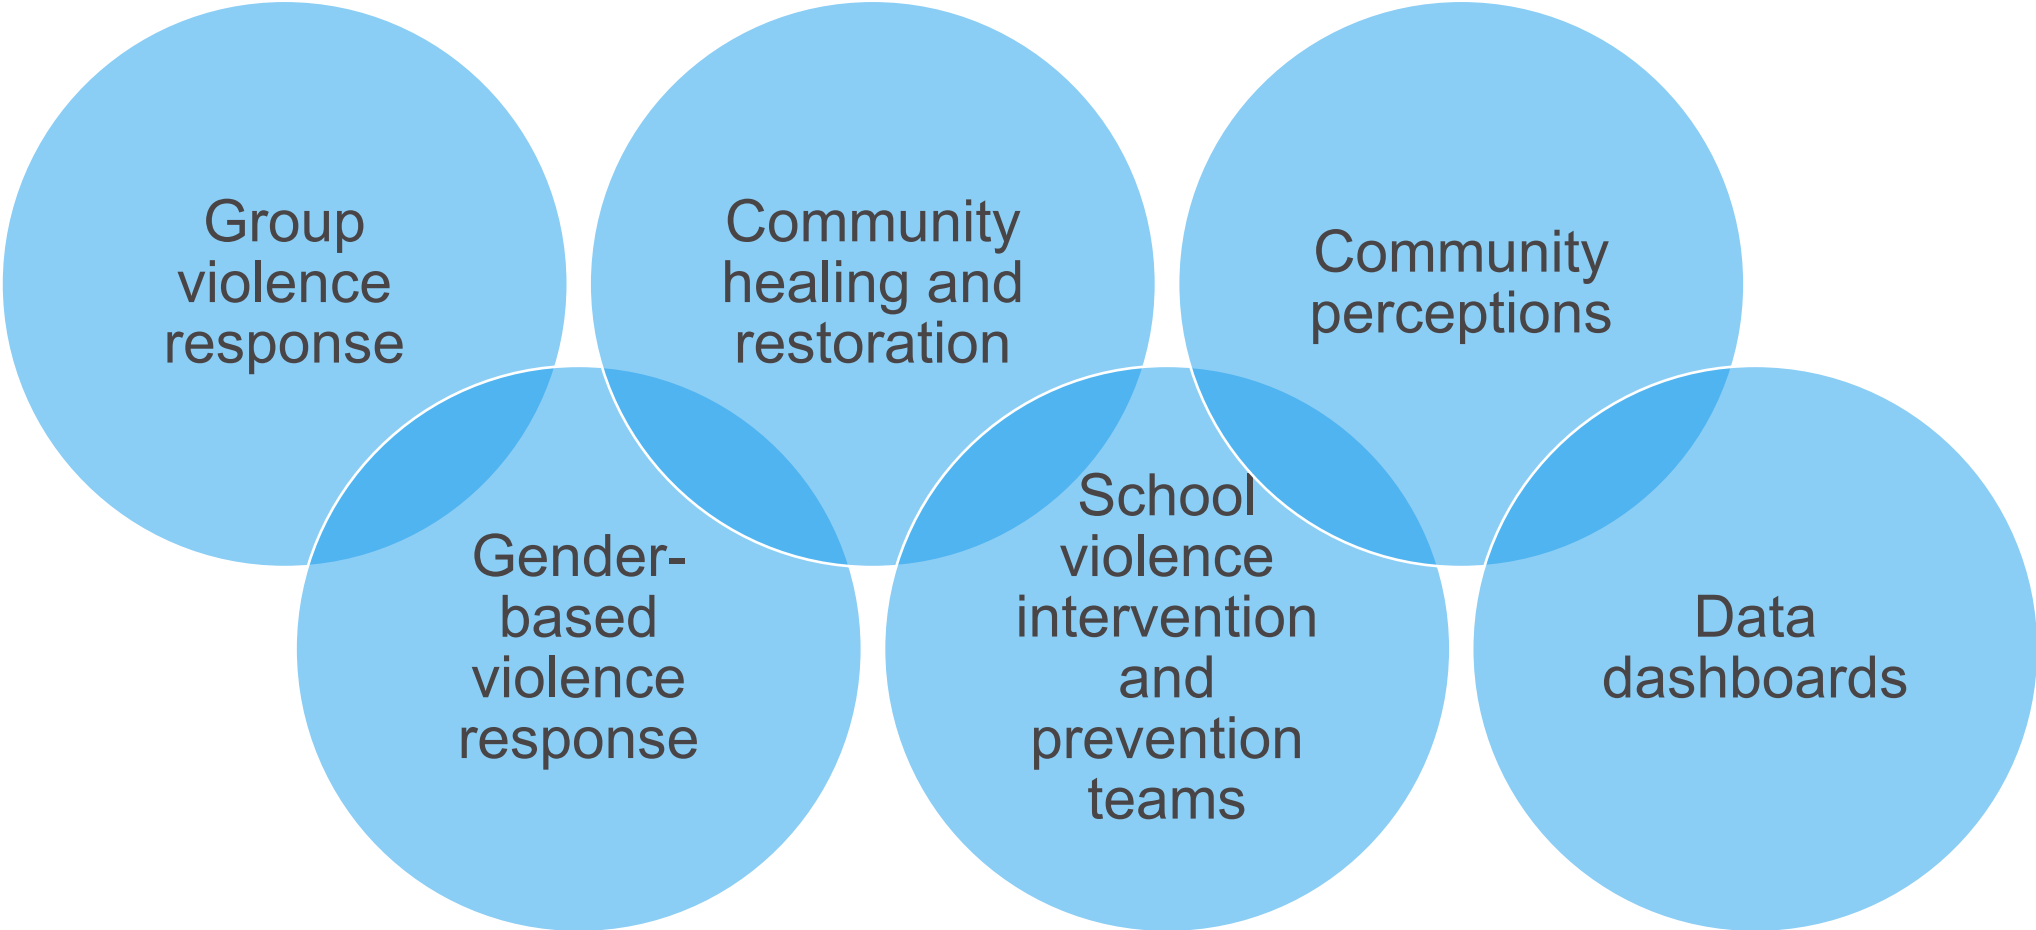 Group
violence
response
Community
healing and
restoration
Community
perceptions
Gender-
based
violence
response
School
violence
intervention
and
prevention
teams
Data
dashboards